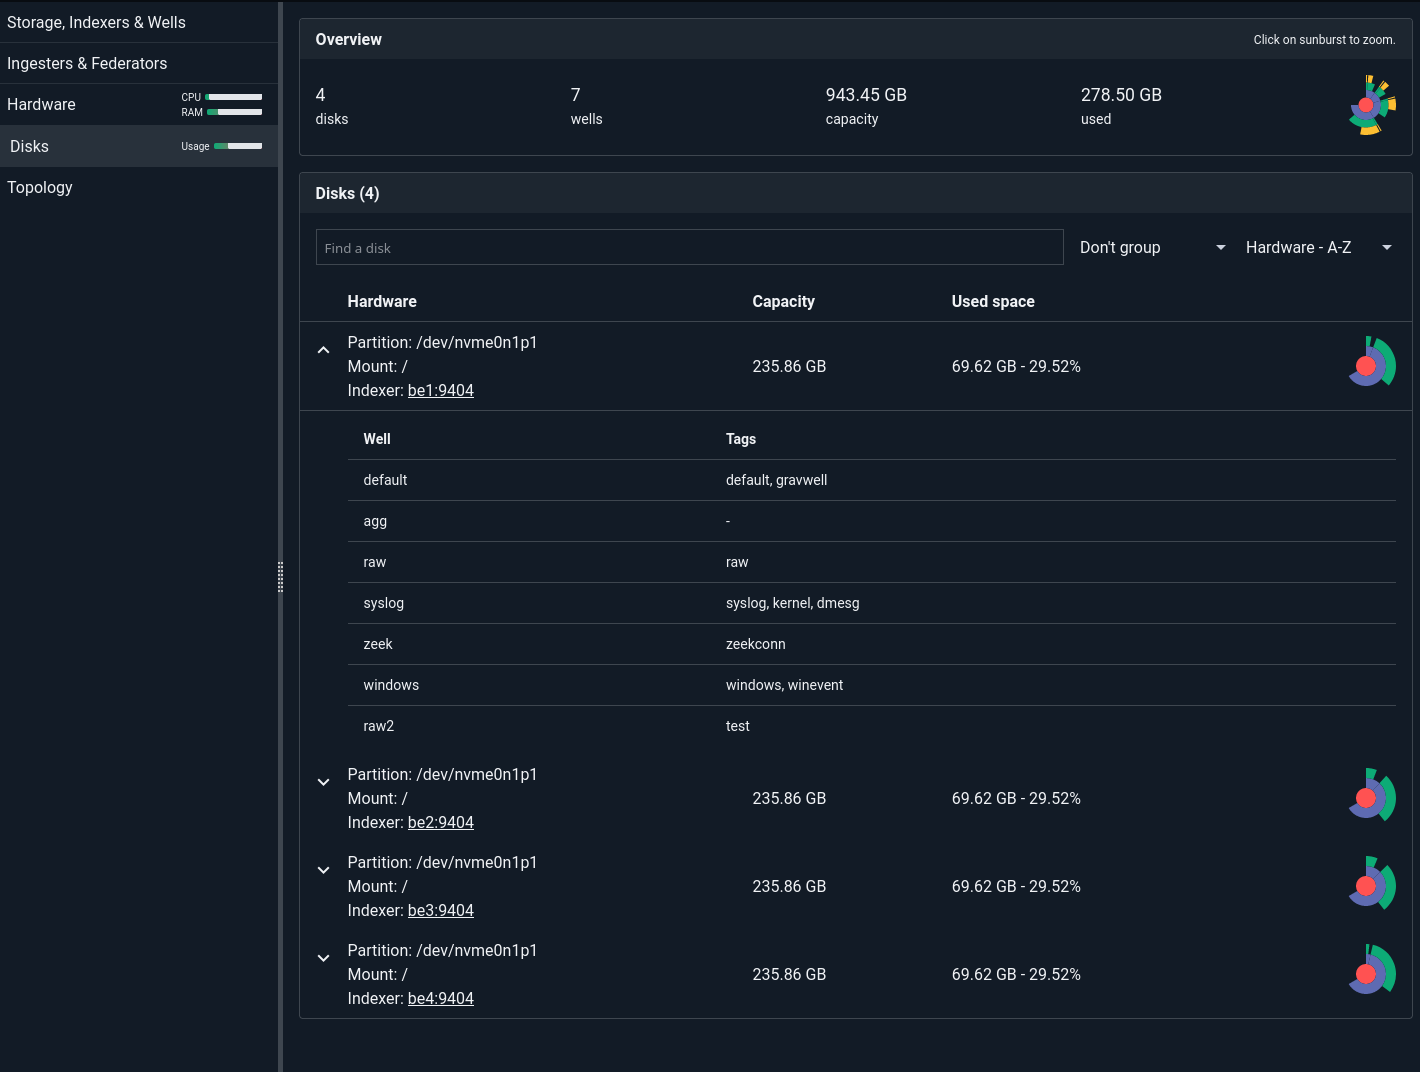 Storage, Indexers & Wells
Ingesters & Federators
Hardware
CPU
RAM
Disks
Usage
Topology
Overview
Click on sunburst to zoom.
4
disks
7
wells
943.45 GB
capacity
278.50 GB
used
Disks (4)
Find a disk
Don't group
Hardware - A-Z
Hardware Capacity Used space
Partition: /dev/nvme0n1p1
Mount: / 235.86 GB 69.62 GB - 29.52%
Indexer: be1:9404
Well Tags
default default, gravwell
agg -
raw raw
syslog syslog, kernel, dmesg
zeek zeekconn
windows windows, winevent
raw2 test
Partition: /dev/nvme0n1p1
Mount: / 235.86 GB 69.62 GB - 29.52%
Indexer: be2:9404
Partition: /dev/nvme0n1p1
Mount: / 235.86 GB 69.62 GB - 29.52%
Indexer: be3:9404
Partition: /dev/nvme0n1p1
Mount: / 235.86 GB 69.62 GB - 29.52%
Indexer: be4:9404